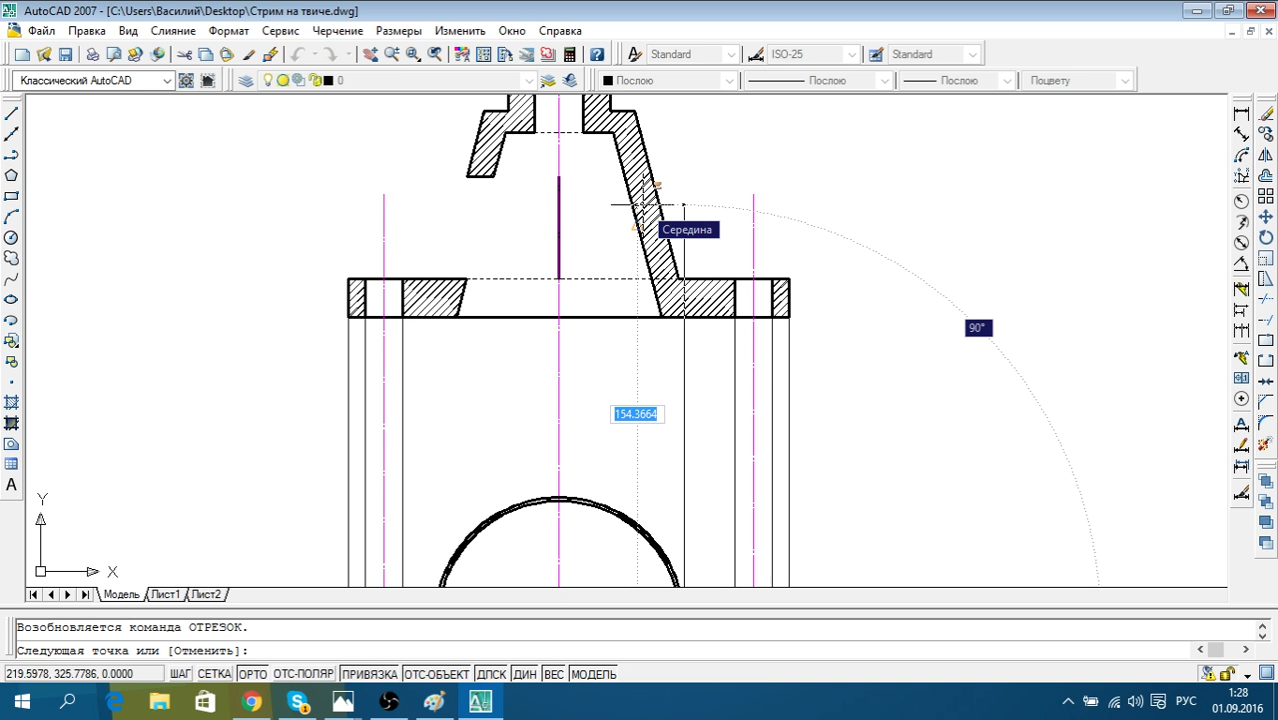 AutoCAD 2007 - [C:\Users\Василий\Desktop\Стрим на твиче.dwg]
Файл Правка Вид Слияние Формат Сервис Черчение Размеры Изменить Окно Справка
Standard ISO-25 Standard
Классический AutoCAD 0 Послою Послою Послою Поцвету
Середина
90°
154.3664
Y
X
A
Модель Лист1 Лист2
Возобновляется команда ОТРЕЗОК.
Следующая точка или [Отменить]:
219.5978, 325.7786, 0.0000 ШАГ СЕТКА ОРТО ОТС-ПОЛЯР ПРИВЯЗКА ОТС-ОБЪЕКТ ДПСК ДИН ВЕС МОДЕЛЬ
РУС
1:28
01.09.2016